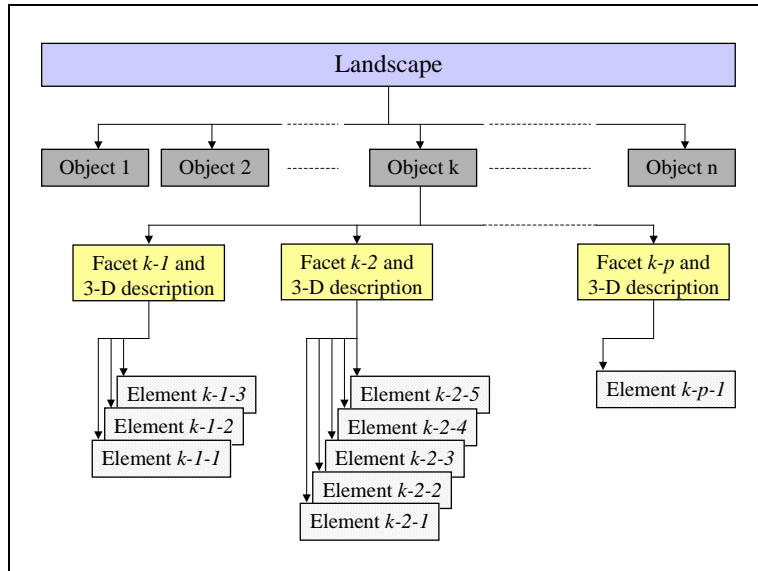 Landscape
Object 1
Object 2
Object k
Object n
Facet k-1 and
3-D description
Facet k-2 and
3-D description
Facet k-p and
3-D description
Element k-1-3
Element k-1-2
Element k-1-1
Element k-2-5
Element k-2-4
Element k-2-3
Element k-2-2
Element k-2-1
Element k-p-1